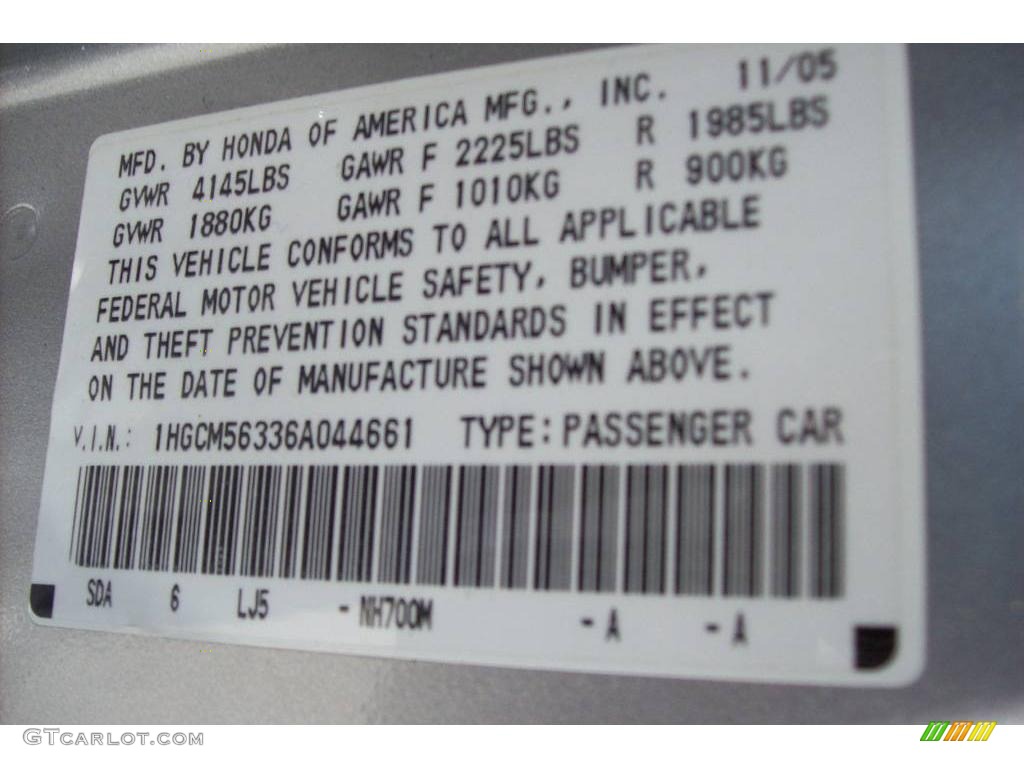 11/05
MFD. BY HONDA OF AMERICA MFG., INC.
GVWR 4145LBS GAWR F 2225LBS R 1985LBS
GVWR 1880KG GAWR F 1010KG R 900KG
THIS VEHICLE CONFORMS TO ALL APPLICABLE
FEDERAL MOTOR VEHICLE SAFETY, BUMPER,
AND THEFT PREVENTION STANDARDS IN EFFECT
ON THE DATE OF MANUFACTURE SHOWN ABOVE.
V.I.N.: 1HGCM56336A044661 TYPE: PASSENGER CAR
SDA 6 LJ5 - NH700M - A - A
GTCARLOT.COM